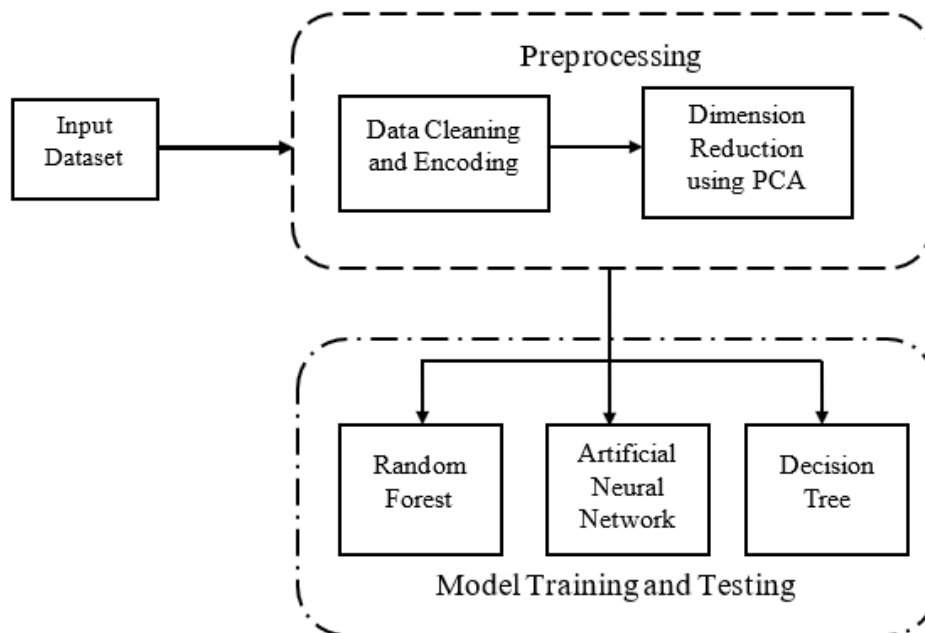 Preprocessing
Input
Dataset
Data Cleaning
and Encoding
Dimension
Reduction
using PCA
Random
Forest
Artificial
Neural
Network
Decision
Tree
Model Training and Testing